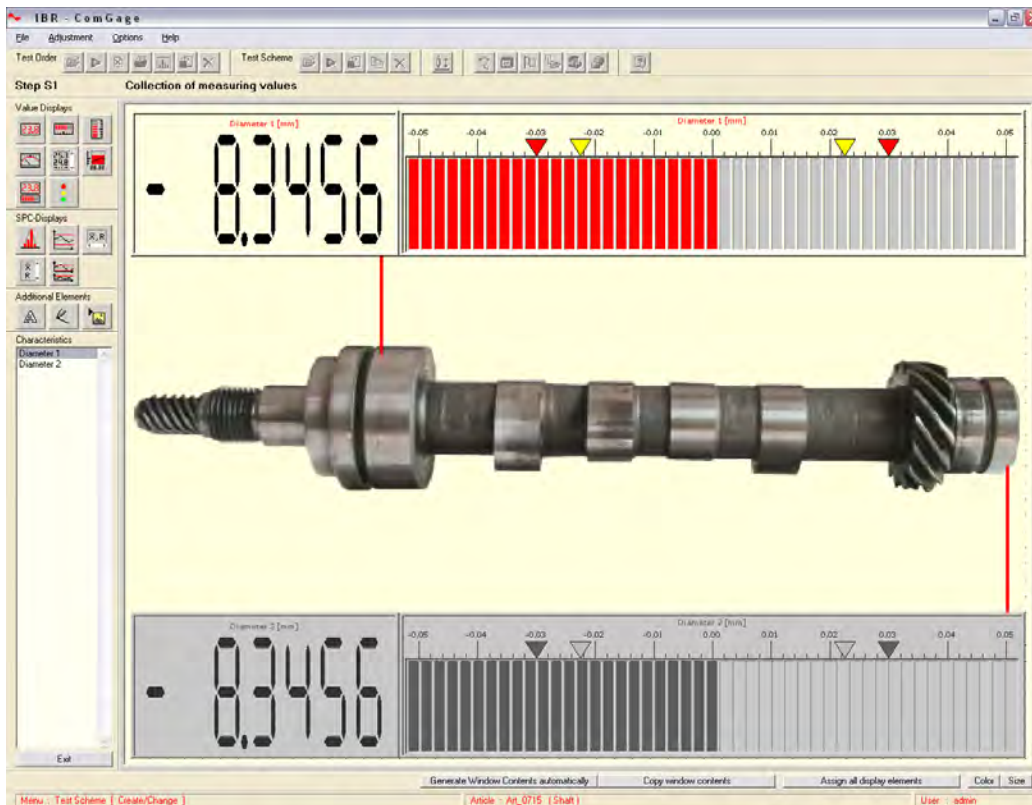 IBR - ComGage
File Adjustment Options Help
Test Order Test Scheme
Step S1 Collection of measuring values
Value Displays
SPC-Displays
Additional Elements
Characteristics
Diameter 1
Diameter 2
Exit
Diameter 1 [mm]
- 8.3456
Diameter 1 [mm]
-0.05 -0.04 -0.03 -0.02 -0.01 0.00 0.01 0.02 0.03 0.04 0.05
Diameter 2 [mm]
- 8.3456
Diameter 2 [mm]
-0.05 -0.04 -0.03 -0.02 -0.01 0.00 0.01 0.02 0.03 0.04 0.05
Generate Window Contents automatically Copy window contents Assign all display elements Color Size
Menu : Test Scheme [ Create/Change ] Article : Art_0715 ( Shaft ) User : admin